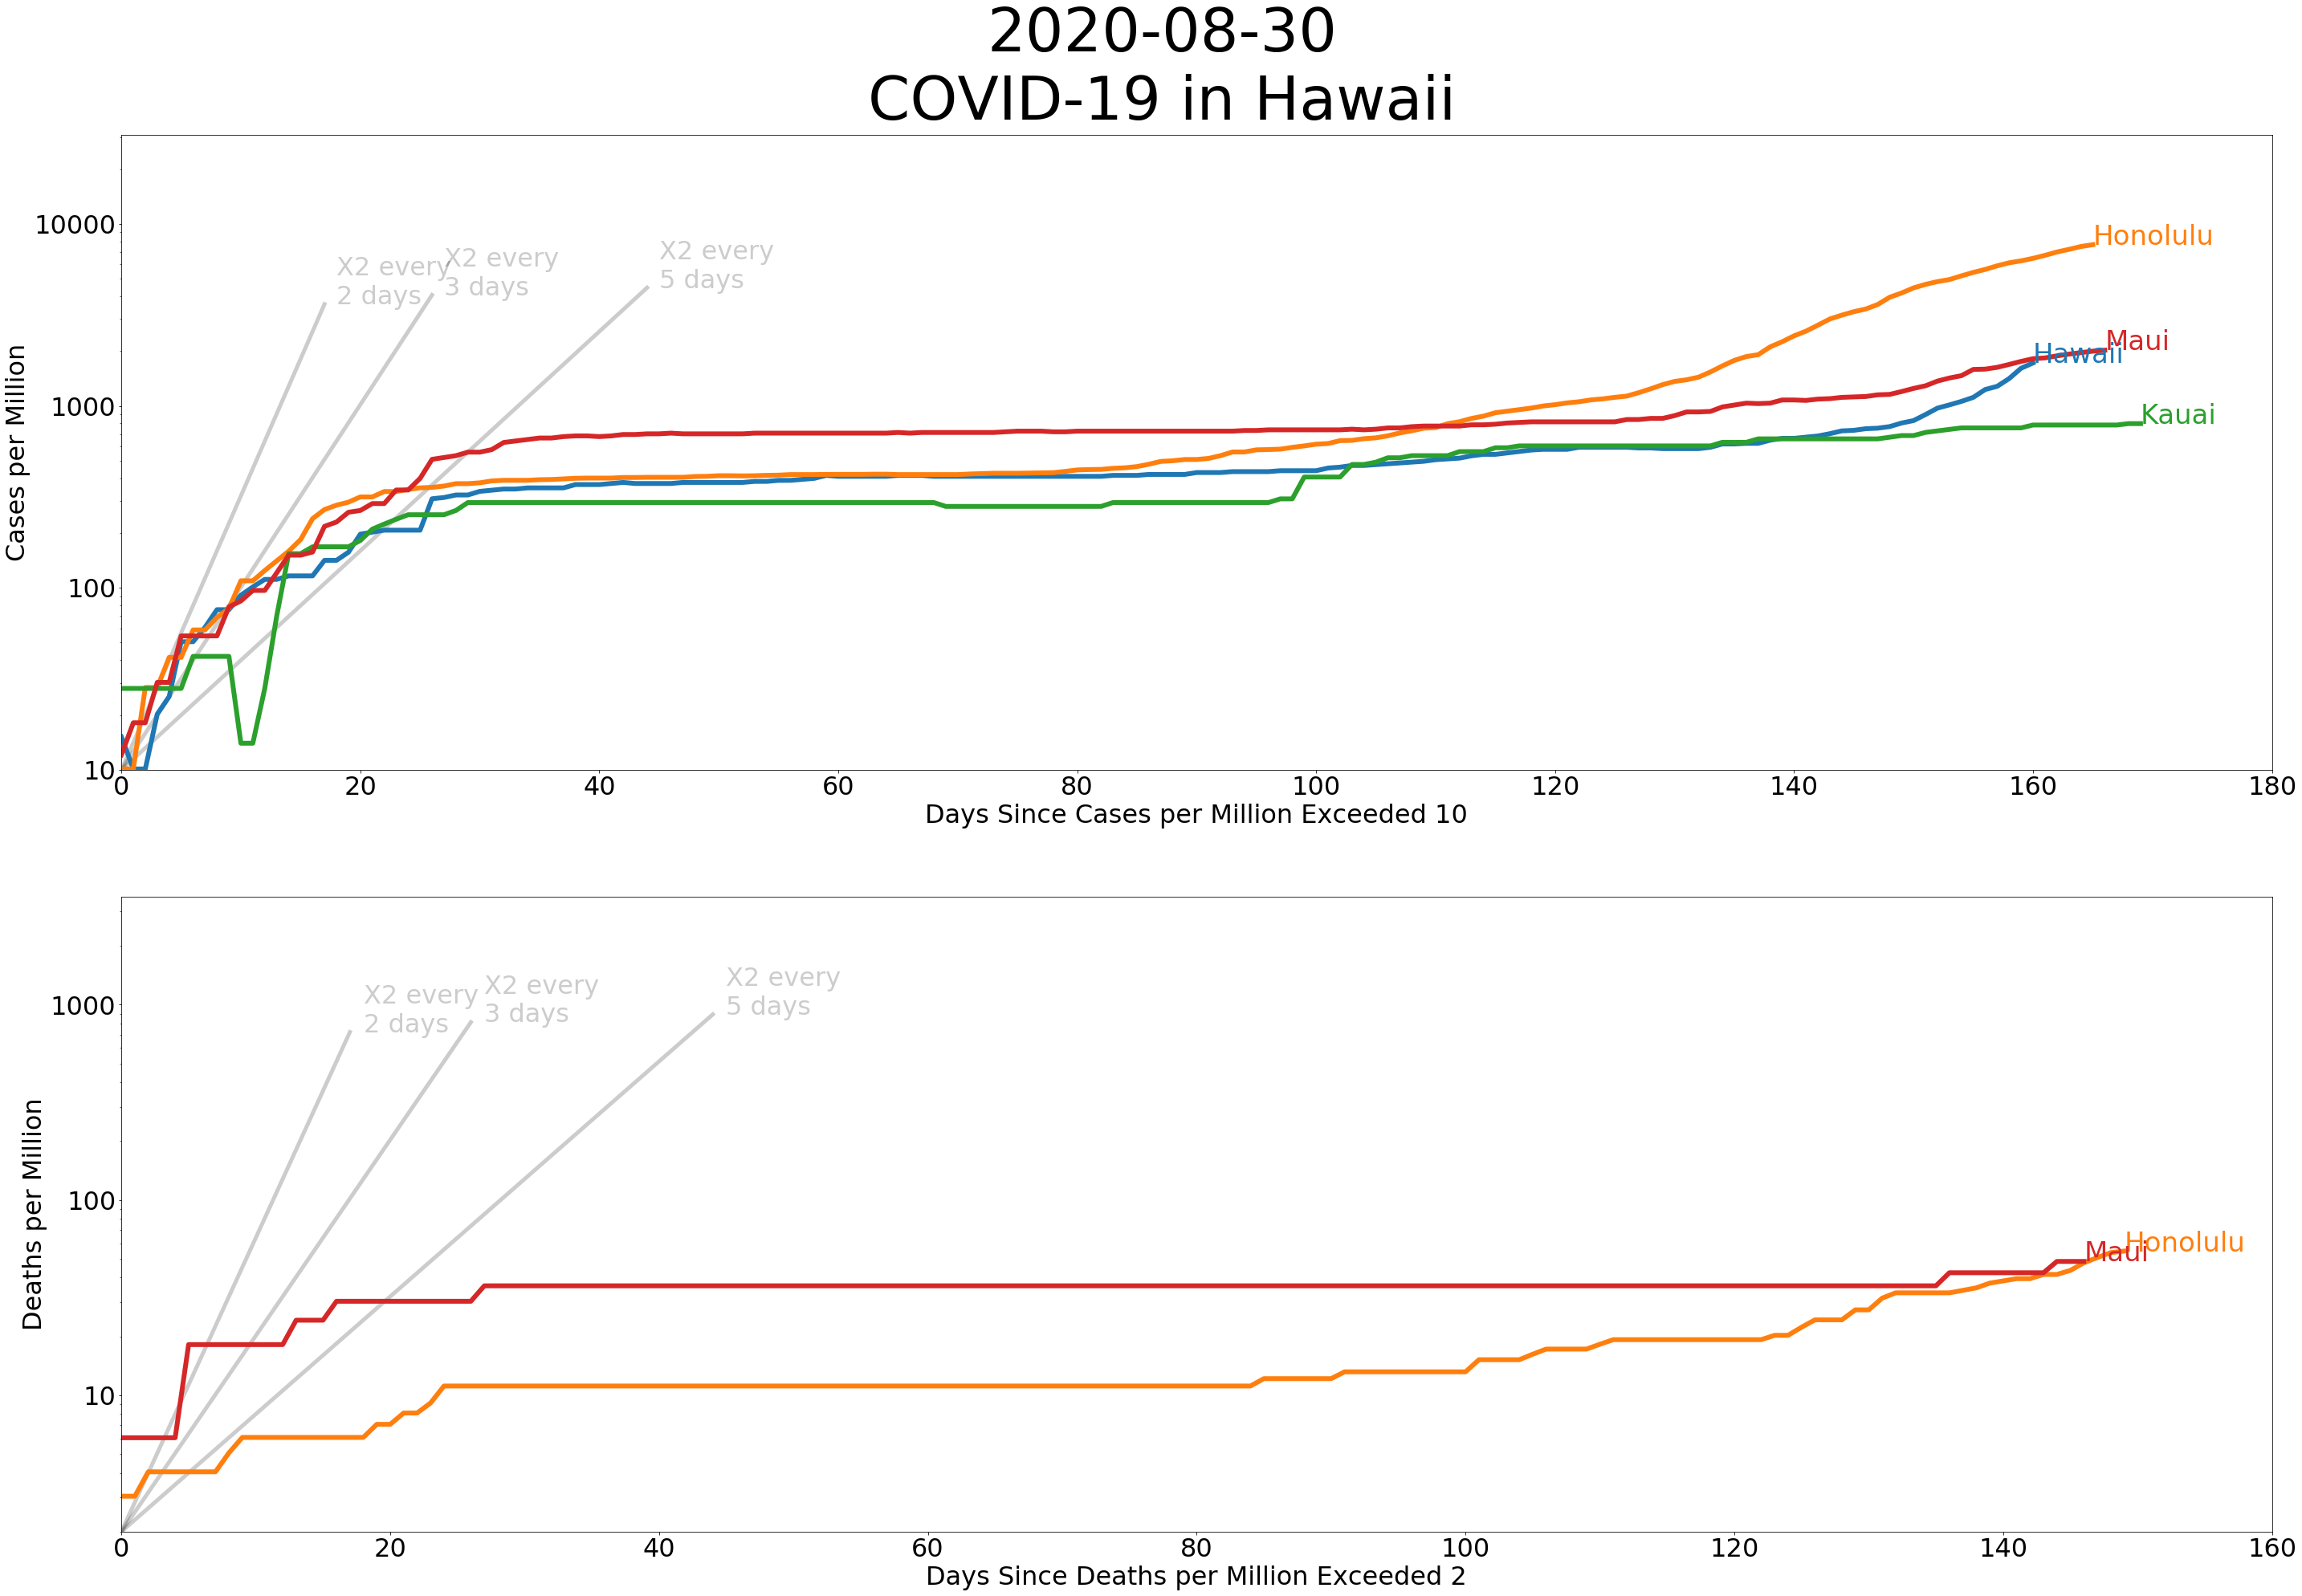 2020-08-30
COVID-19 in Hawaii
10000
1000
100
10
Cases per Million
X2 every
2 days
X2 every
3 days
X2 every
5 days
Honolulu
Maui
Hawaii
Kauai
0 20 40 60 80 100 120 140 160 180
Days Since Cases per Million Exceeded 10
1000
100
10
Deaths per Million
X2 every
2 days
X2 every
3 days
X2 every
5 days
Honolulu
Maui
0 20 40 60 80 100 120 140 160
Days Since Deaths per Million Exceeded 2